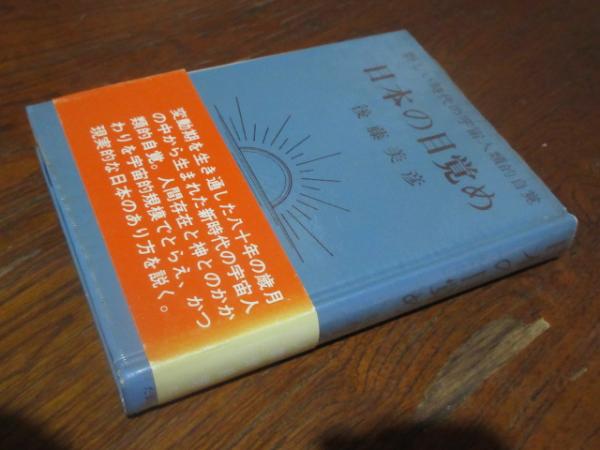 新しい時代の宇宙人類的自覚
日本の目覚め
後藤美彦
変動期を生き通した八十年の歳月
の中から生まれた新時代の宇宙人
類的自覚。人間存在と神とのかか
わりを宇宙的規模でとらえ、かつ
現実的な日本のあり方を説く。